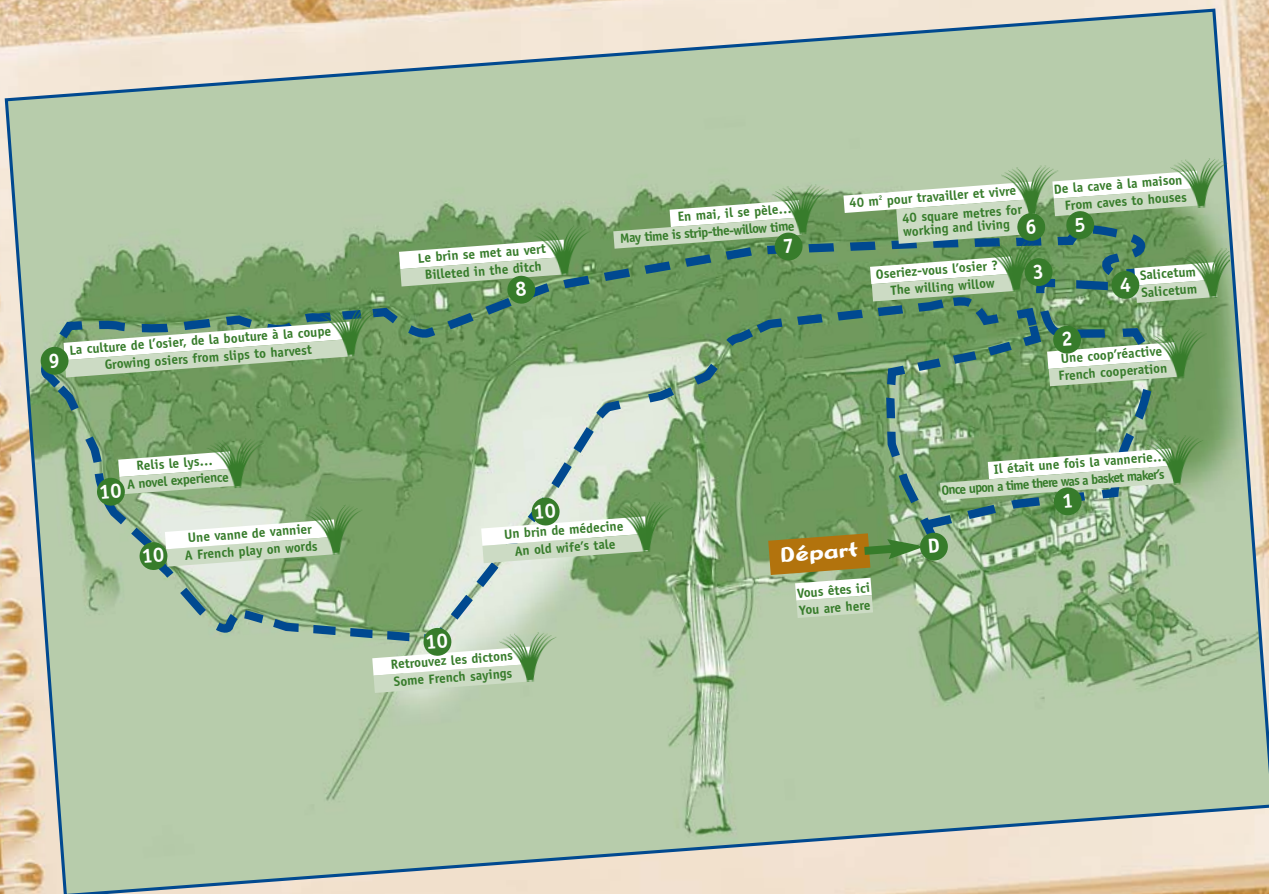 40 m² pour travailler et vivre
40 square metres for
working and living
6
De la cave à la maison
From caves to houses
5
En mai, il se pèle...
May time is strip-the-willow time
7
Le brin se met au vert
Billeted in the ditch
8
Oseriez-vous l'osier ?
The willing willow
3
Salicetum
Salicetum
4
La culture de l'osier, de la bouture à la coupe
Growing osiers from slips to harvest
9
2
Une coop'réactive
French cooperation
Relis le lys...
A novel experience
10
Il était une fois la vannerie...
Once upon a time there was a basket maker's
1
Une vanne de vannier
A French play on words
10
10
Un brin de médecine
An old wife's tale
Départ
D
Vous êtes ici
You are here
10
Retrouvez les dictons
Some French sayings